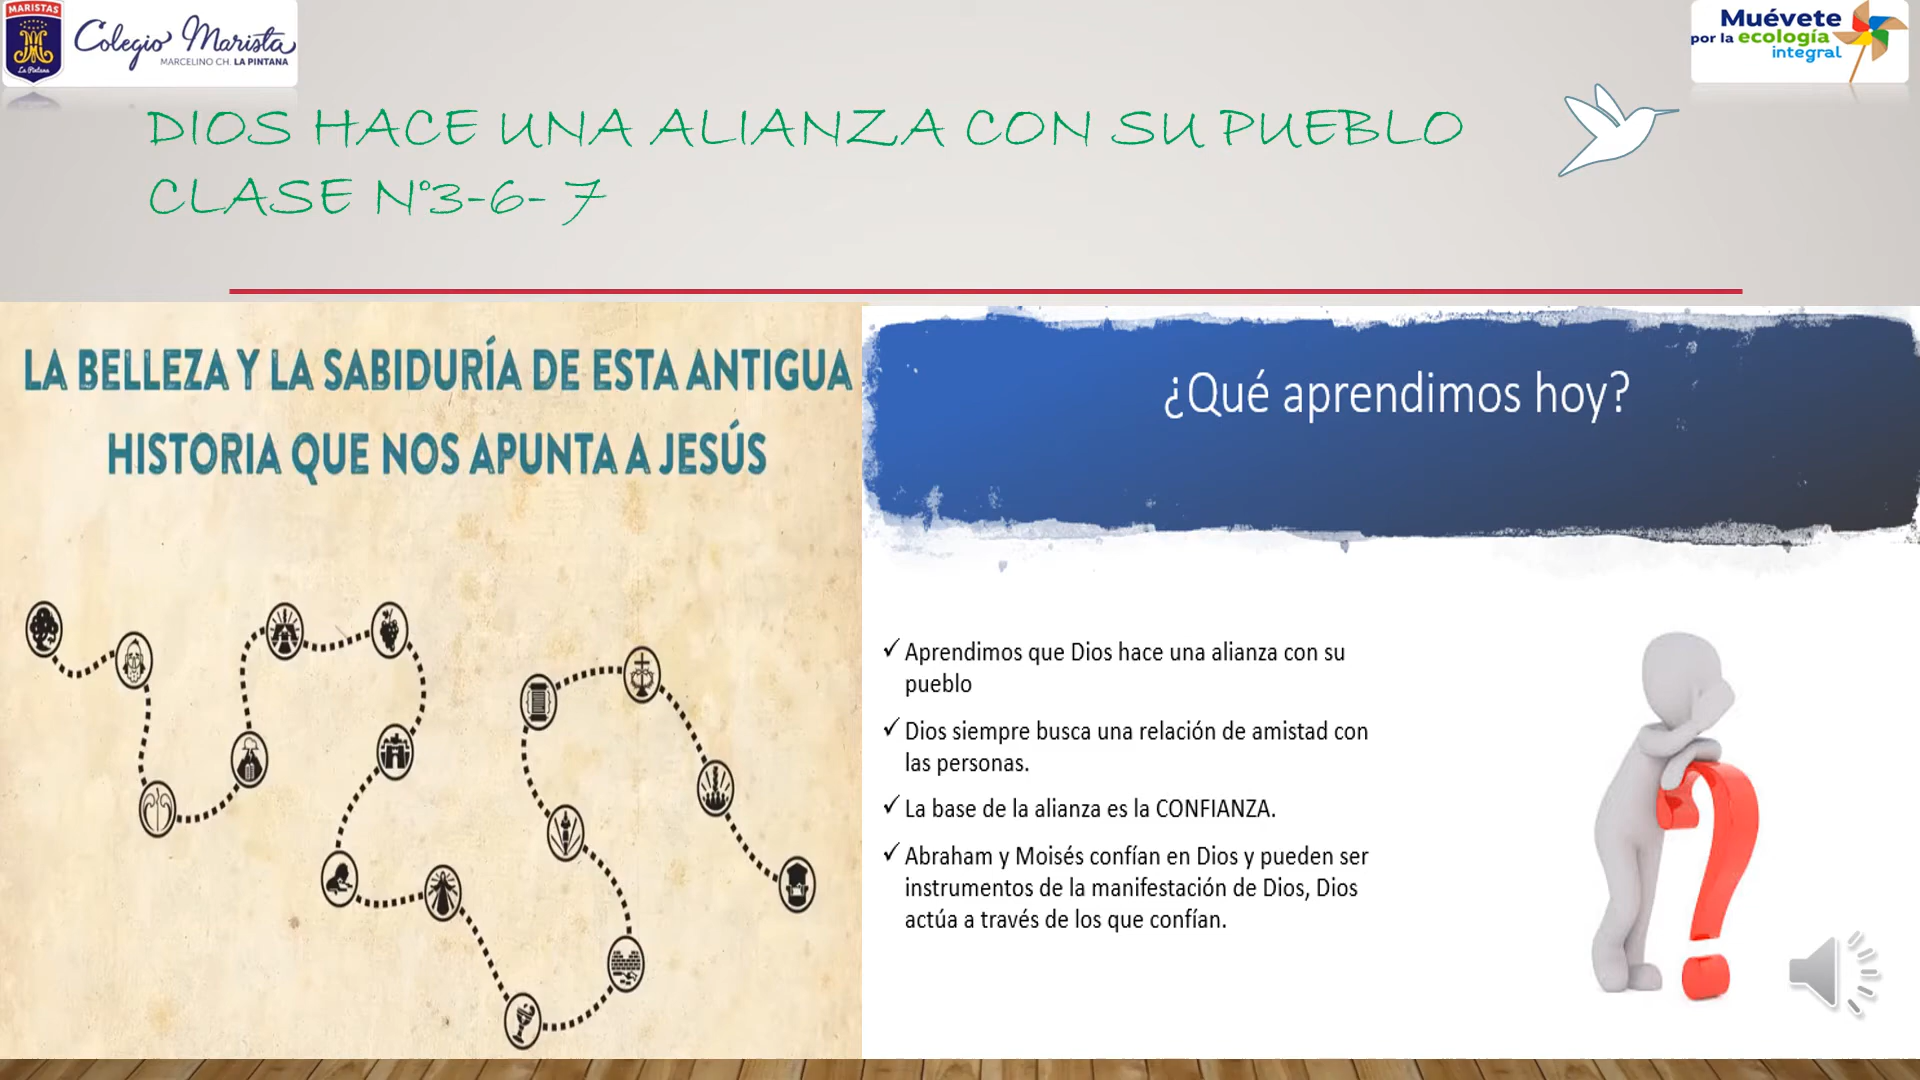 MARISTAS
La Pintana
Colegio Marista
MARCELINO CH. LA PINTANA
Muévete
por la ecología
integral
DIOS HACE UNA ALIANZA CON SU PUEBLO
CLASE N°3-6- 7
LA BELLEZA Y LA SABIDURÍA DE ESTA ANTIGUA
HISTORIA QUE NOS APUNTA A JESÚS
¿Qué aprendimos hoy?
✓ Aprendimos que Dios hace una alianza con su
pueblo
✓ Dios siempre busca una relación de amistad con
las personas.
✓ La base de la alianza es la CONFIANZA.
✓ Abraham y Moisés confían en Dios y pueden ser
instrumentos de la manifestación de Dios, Dios
actúa a través de los que confían.